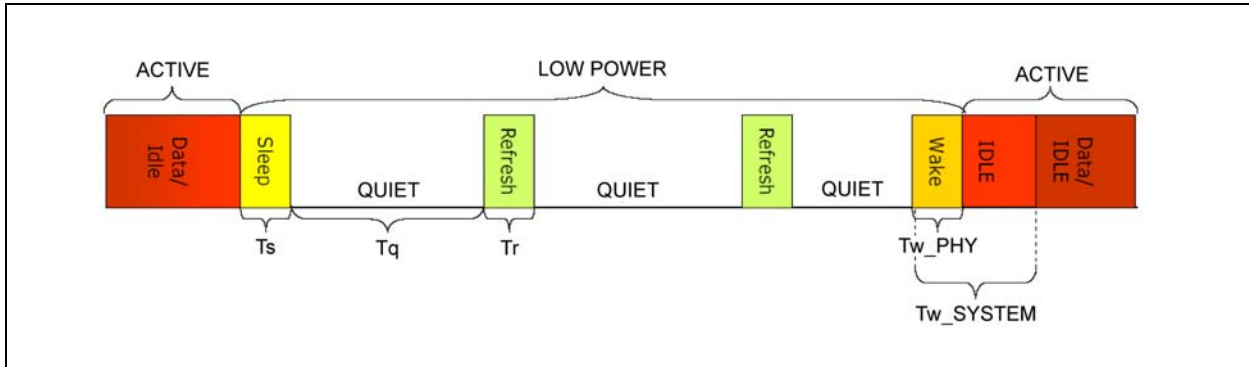 ACTIVE
LOW POWER
ACTIVE
Data/
Idle
Sleep
QUIET
Refresh
QUIET
Refresh
QUIET
Wake
IDLE
Data/
IDLE
Ts
Tq
Tr
Tw_PHY
Tw_SYSTEM